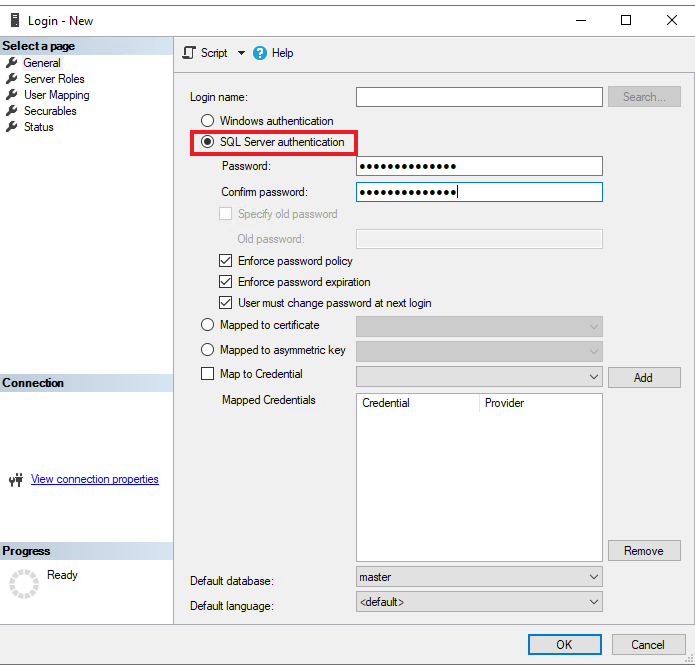 Login - New
Select a page
General
Server Roles
User Mapping
Securables
Status
Connection
View connection properties
Progress
Ready
Script
Help
Login name:
Search...
Windows authentication
SQL Server authentication
Password:
●●●●●●●●●●●●●●
Confirm password:
●●●●●●●●●●●●●●
Specify old password
Old password:
Enforce password policy
Enforce password expiration
User must change password at next login
Mapped to certificate
Mapped to asymmetric key
Map to Credential
Add
Mapped Credentials
Credential Provider
Remove
Default database: master
Default language: <default>
OK Cancel